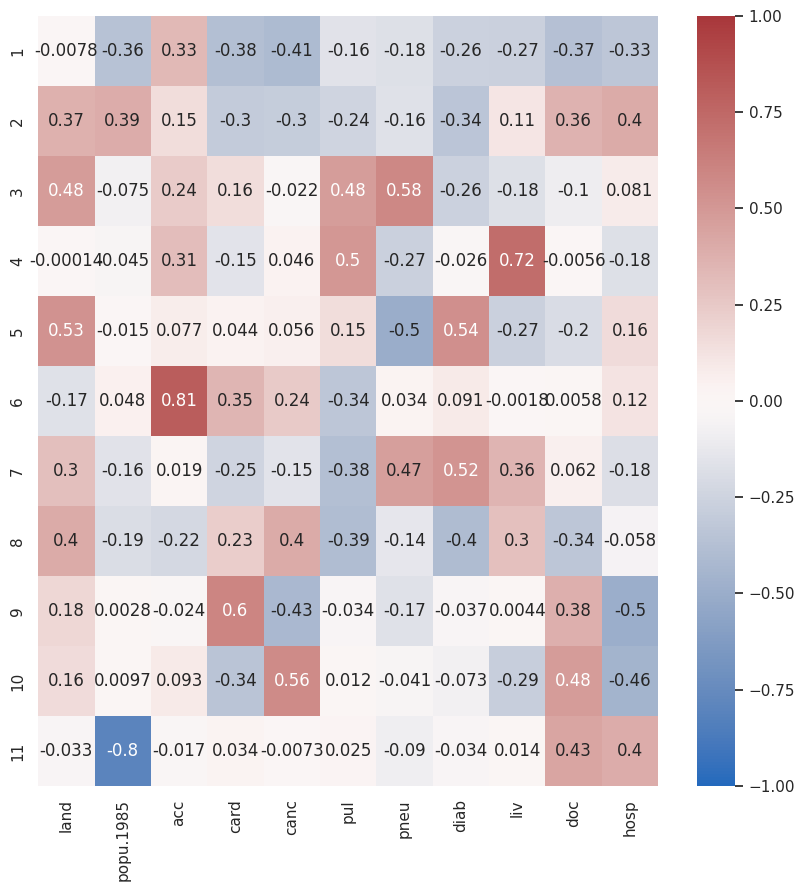 1 -0.0078 -0.36 0.33 -0.38 -0.41 -0.16 -0.18 -0.26 -0.27 -0.37 -0.33
2 0.37 0.39 0.15 -0.3 -0.3 -0.24 -0.16 -0.34 0.11 0.36 0.4
3 0.48 -0.075 0.24 0.16 -0.022 0.48 0.58 -0.26 -0.18 -0.1 0.081
4 -0.00014 -0.045 0.31 -0.15 0.046 0.5 -0.27 -0.026 0.72 -0.0056 -0.18
5 0.53 -0.015 0.077 0.044 0.056 0.15 -0.5 0.54 -0.27 -0.2 0.16
6 -0.17 0.048 0.81 0.35 0.24 -0.34 0.034 0.091 -0.0018 0.0058 0.12
7 0.3 -0.16 0.019 -0.25 -0.15 -0.38 0.47 0.52 0.36 0.062 -0.18
8 0.4 -0.19 -0.22 0.23 0.4 -0.39 -0.14 -0.4 0.3 -0.34 -0.058
9 0.18 0.0028 -0.024 0.6 -0.43 -0.034 -0.17 -0.037 0.0044 0.38 -0.5
10 0.16 0.0097 0.093 -0.34 0.56 0.012 -0.041 -0.073 -0.29 0.48 -0.46
11 -0.033 -0.8 -0.017 0.034 -0.0073 0.025 -0.09 -0.034 0.014 0.43 0.4
land popu.1985 acc card canc pul pneu diab liv doc hosp
1.00
0.75
0.50
0.25
0.00
−0.25
−0.50
−0.75
−1.00